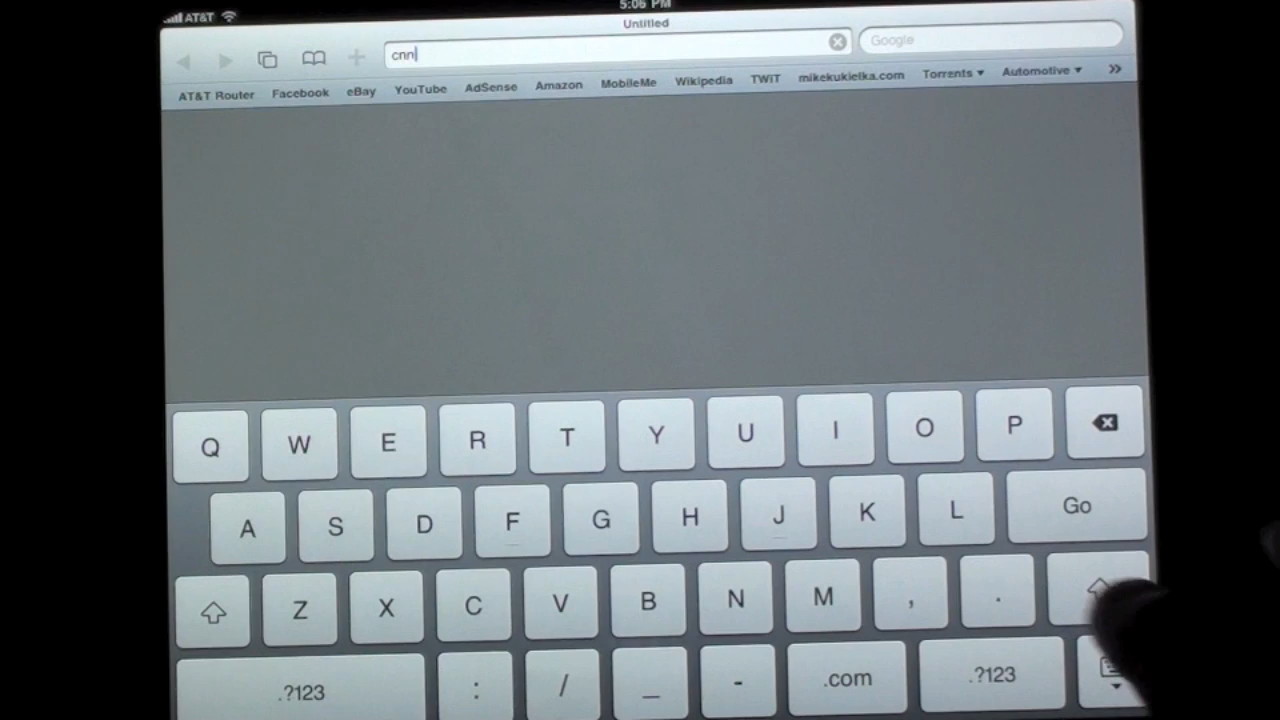 AT&T 5:06 PM
Untitled
cnn Google
AT&T Router Facebook eBay YouTube AdSense Amazon MobileMe Wikipedia TWiT mikekukielka.com Torrents ▾ Automotive ▾ »
Q W E R T Y U I O P
A S D F G H J K L Go
Z X C V B N M , .
.?123 : / _ - .com .?123